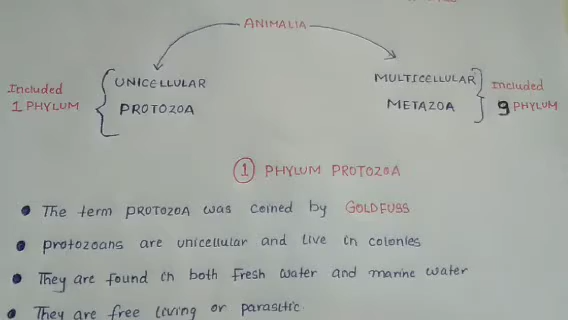 ANIMALIA
Included
1 PHYLUM
UNICELLULAR
PROTOZOA
MULTICELLULAR
METAZOA
Included
9 PHYLUM
1 PHYLUM PROTOZOA
The term PROTOZOA was coined by GOLDFUSS
protozoans are unicellular and live in colonies
They are found in both fresh water and marine water
They are free living or parasitic.